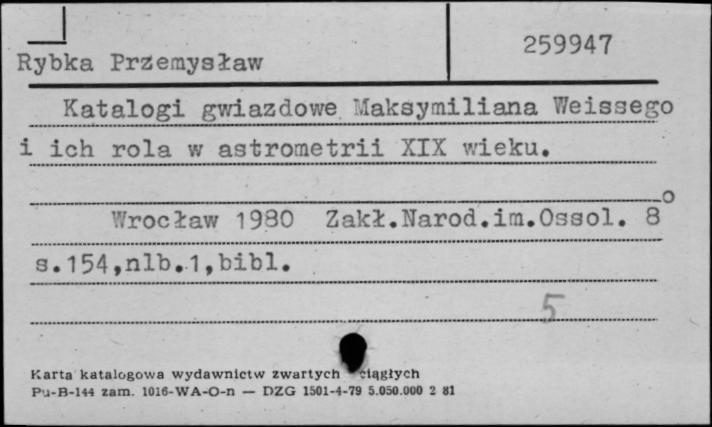 259947
Rybka Przemysław
Katalogi gwiazdowe Maksymiliana Weissego
i ich rola w astrometrii XIX wieku.
Wrocław 1980 Zakł.Narod.im.Ossol. 8°
s.154,nlb.1,bibl.
5
Karta katalogowa wydawnictw zwartych ciągłych
Pu-B-144 zam. 1016-WA-O-n — DZG 1501-4-79 5.050.000 2 81